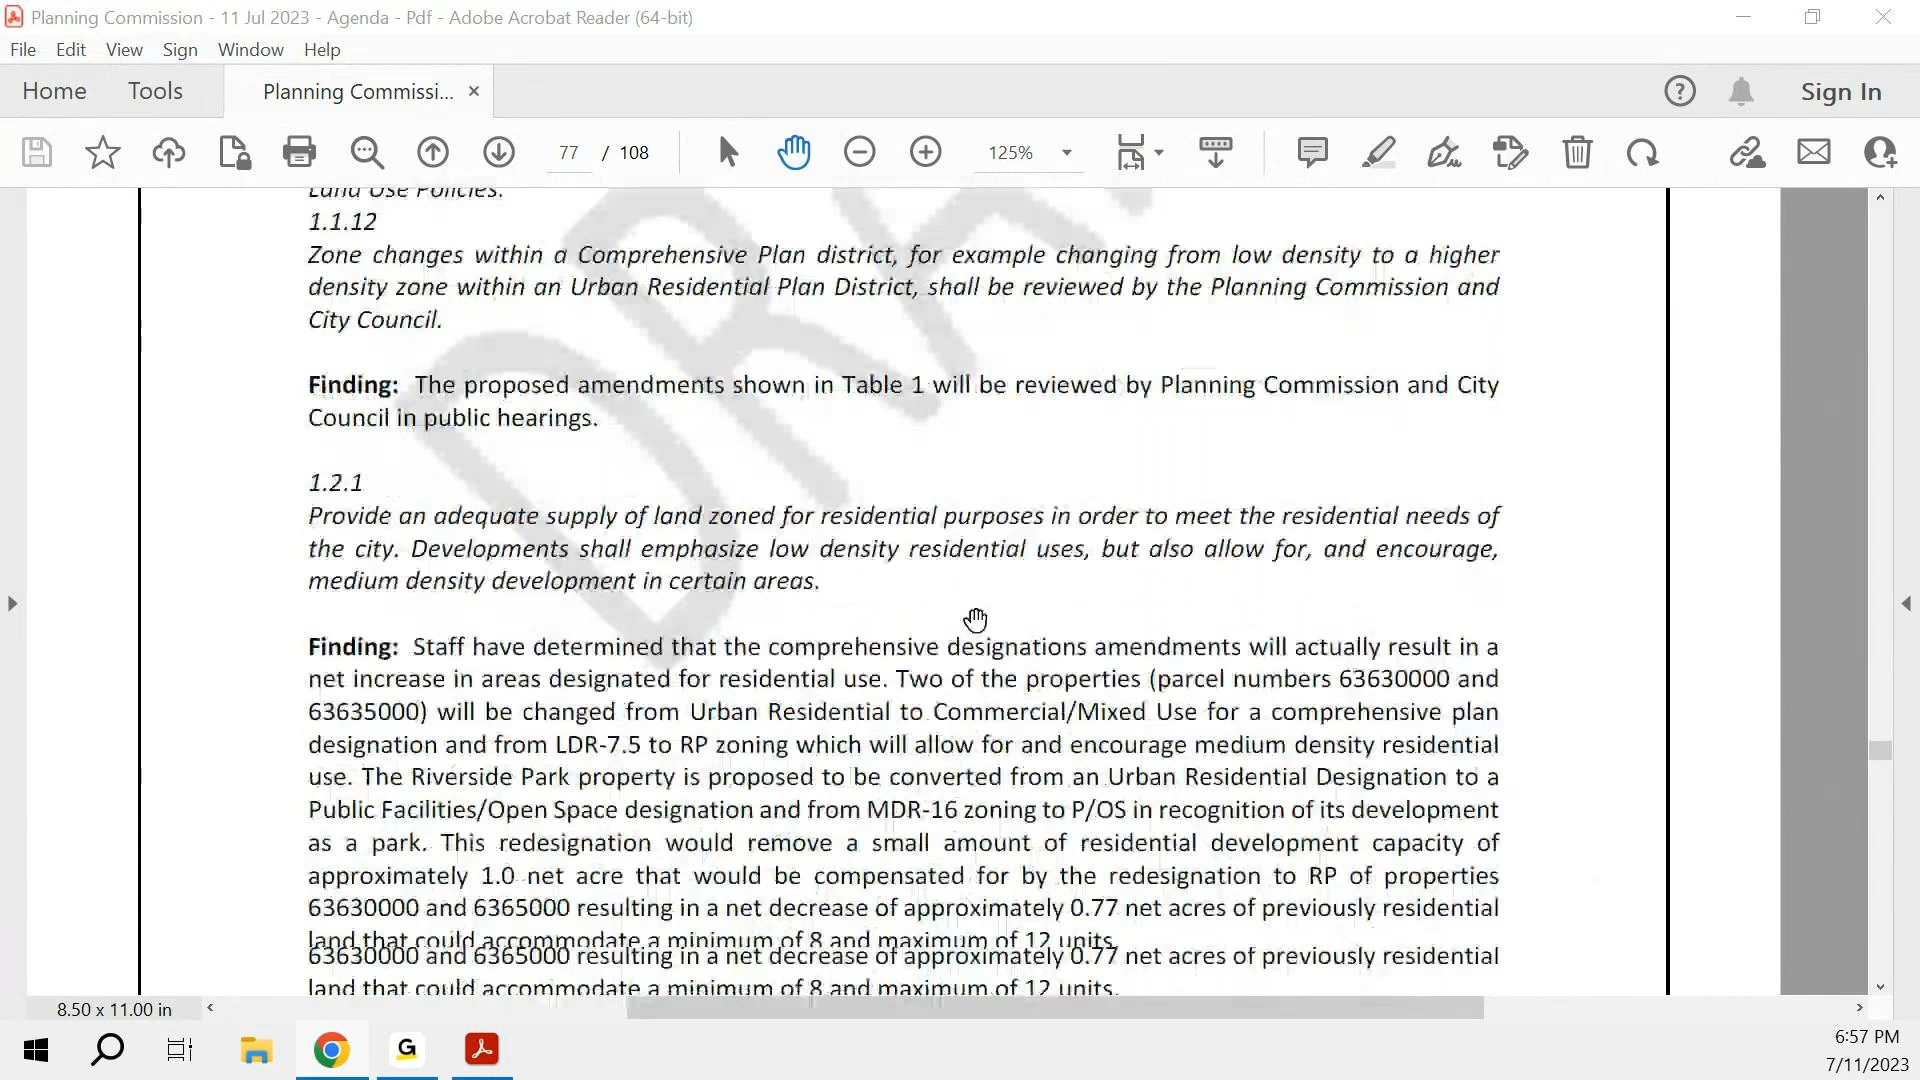 Planning Commission - 11 Jul 2023 - Agenda - Pdf - Adobe Acrobat Reader (64-bit)
File Edit View Sign Window Help
Home Tools Planning Commissi... × Sign In
77 / 108 125%
Land Use Policies.
1.1.12
Zone changes within a Comprehensive Plan district, for example changing from low density to a higher
density zone within an Urban Residential Plan District, shall be reviewed by the Planning Commission and
City Council.
Finding: The proposed amendments shown in Table 1 will be reviewed by Planning Commission and City
Council in public hearings.
1.2.1
Provide an adequate supply of land zoned for residential purposes in order to meet the residential needs of
the city. Developments shall emphasize low density residential uses, but also allow for, and encourage,
medium density development in certain areas.
Finding: Staff have determined that the comprehensive designations amendments will actually result in a
net increase in areas designated for residential use. Two of the properties (parcel numbers 63630000 and
63635000) will be changed from Urban Residential to Commercial/Mixed Use for a comprehensive plan
designation and from LDR-7.5 to RP zoning which will allow for and encourage medium density residential
use. The Riverside Park property is proposed to be converted from an Urban Residential Designation to a
Public Facilities/Open Space designation and from MDR-16 zoning to P/OS in recognition of its development
as a park. This redesignation would remove a small amount of residential development capacity of
approximately 1.0 net acre that would be compensated for by the redesignation to RP of properties
63630000 and 6365000 resulting in a net decrease of approximately 0.77 net acres of previously residential
land that could accommodate a minimum of 8 and maximum of 12 units.
63630000 and 6365000 resulting in a net decrease of approximately 0.77 net acres of previously residential
land that could accommodate a minimum of 8 and maximum of 12 units.
8.50 x 11.00 in
6:57 PM
7/11/2023